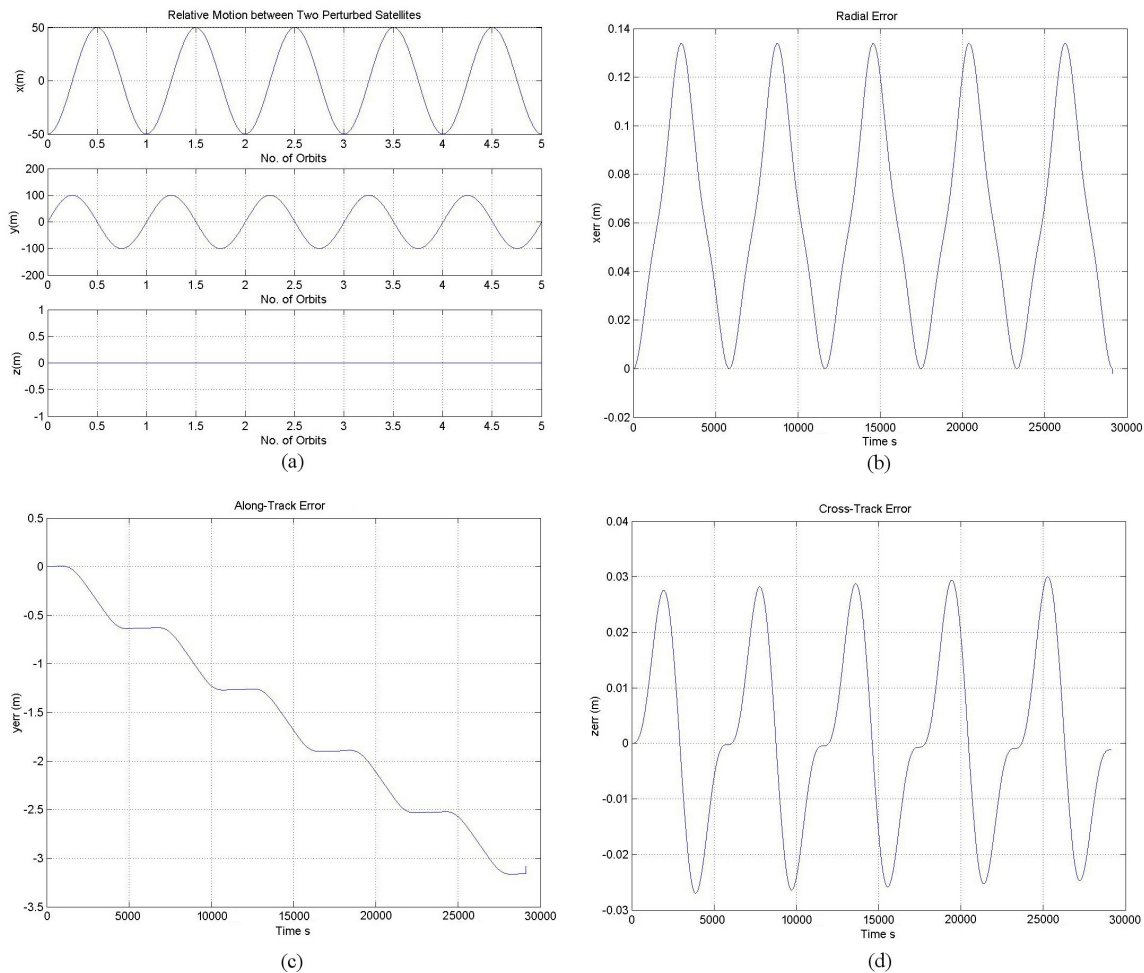 Relative Motion between Two Perturbed Satellites
50
0
-50
x(m)
0 0.5 1 1.5 2 2.5 3 3.5 4 4.5 5
No. of Orbits
200
100
0
-100
-200
y(m)
0 0.5 1 1.5 2 2.5 3 3.5 4 4.5 5
No. of Orbits
1
0.5
0
-0.5
-1
z(m)
0 0.5 1 1.5 2 2.5 3 3.5 4 4.5 5
No. of Orbits
(a)
Radial Error
0.14
0.12
0.1
0.08
0.06
0.04
0.02
0
-0.02
xerr (m)
0 5000 10000 15000 20000 25000 30000
Time s
(b)
Along-Track Error
0.5
0
-0.5
-1
-1.5
-2
-2.5
-3
-3.5
yerr (m)
0 5000 10000 15000 20000 25000 30000
Time s
(c)
Cross-Track Error
0.04
0.03
0.02
0.01
0
-0.01
-0.02
-0.03
zerr (m)
0 5000 10000 15000 20000 25000 30000
Time s
(d)